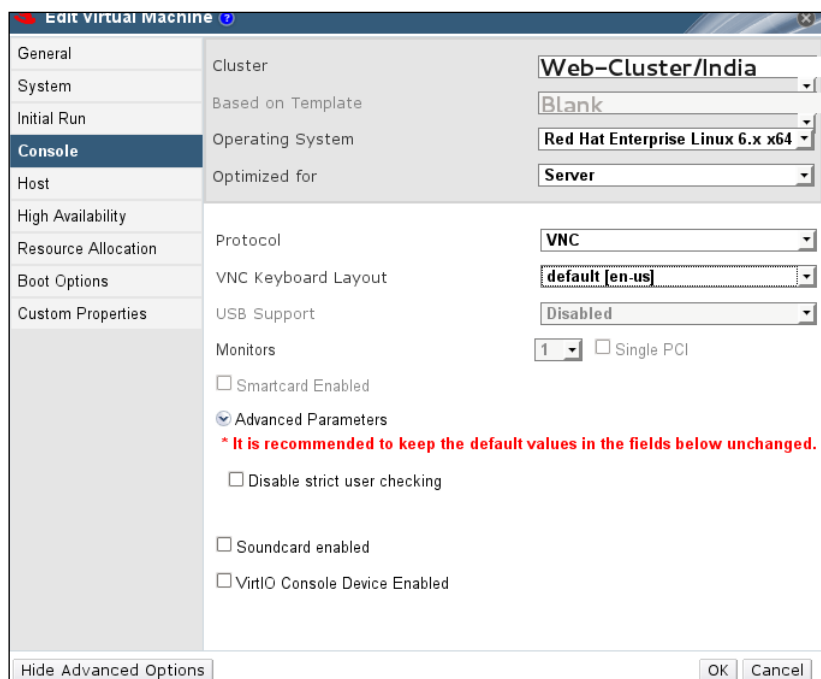 Edit Virtual Machine ?
General
System
Initial Run
Console
Host
High Availability
Resource Allocation
Boot Options
Custom Properties
Cluster Web-Cluster/India
Based on Template Blank
Operating System Red Hat Enterprise Linux 6.x x64
Optimized for Server
Protocol VNC
VNC Keyboard Layout default [en-us]
USB Support Disabled
Monitors 1 Single PCI
Smartcard Enabled
Advanced Parameters
* It is recommended to keep the default values in the fields below unchanged.
Disable strict user checking
Soundcard enabled
VirtIO Console Device Enabled
Hide Advanced Options OK Cancel